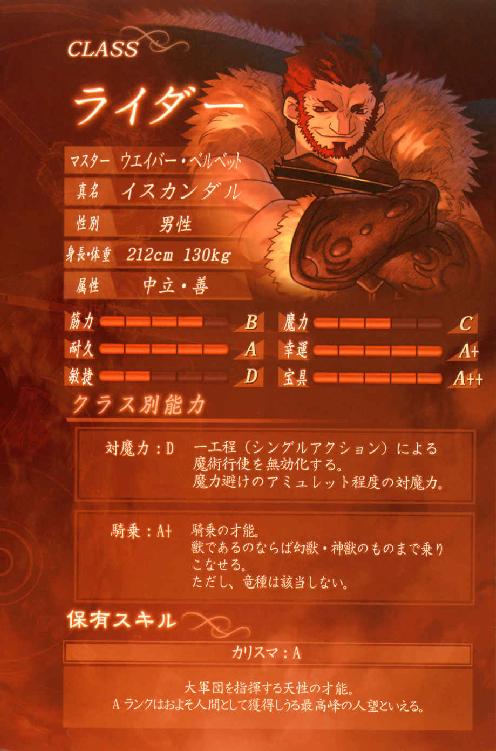 CLASS
ライダー
マスター ウエイバー・ベルベット
真名 イスカンダル
性別 男性
身長・体重 212cm 130kg
属性 中立・善
筋力 B 魔力 C
耐久 A 幸運 A+
敏捷 D 宝具 A++
クラス別能力
対魔力：D 一工程（シングルアクション）による
魔術行使を無効化する。
魔力避けのアミュレット程度の対魔力。
騎乗：A+ 騎乗の才能。
獣であるのならば幻獣・神獣のものまで乗り
こなせる。
ただし、竜種は該当しない。
保有スキル
カリスマ：A
大軍団を指揮する天性の才能。
Aランクはおよそ人間として獲得しうる最高峰の人望といえる。